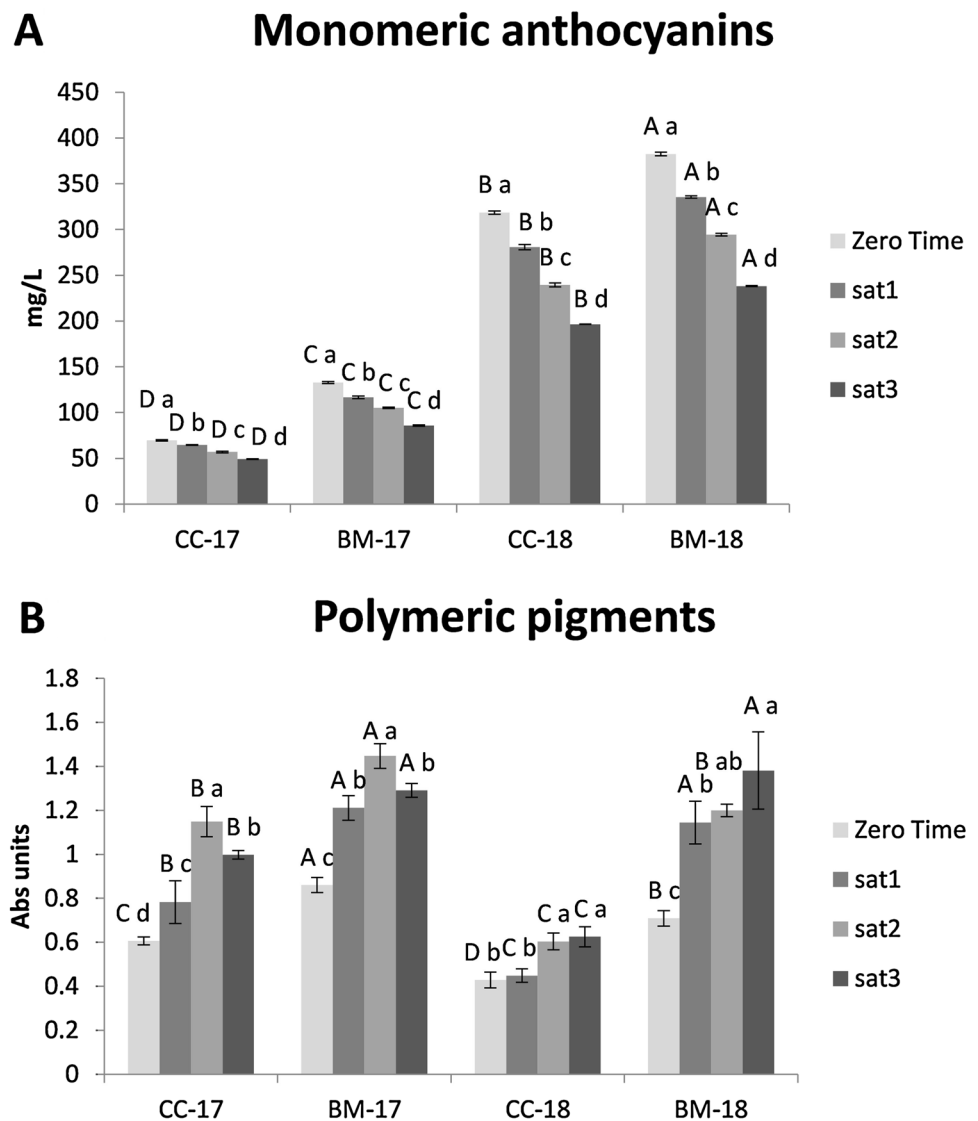 A Monomeric anthocyanins
450
400
350
300
250
200
150
100
50
0
mg/L
D a D b D c D d
C a C b C c C d
B a B b B c B d
A a A b A c A d
CC-17 BM-17 CC-18 BM-18
Zero Time
sat1
sat2
sat3
B Polymeric pigments
1.8
1.6
1.4
1.2
1
0.8
0.6
0.4
0.2
0
Abs units
C d B c B a B b
A c A b A a A b
D b C b C a C a
B c A b B ab A a
CC-17 BM-17 CC-18 BM-18
Zero Time
sat1
sat2
sat3